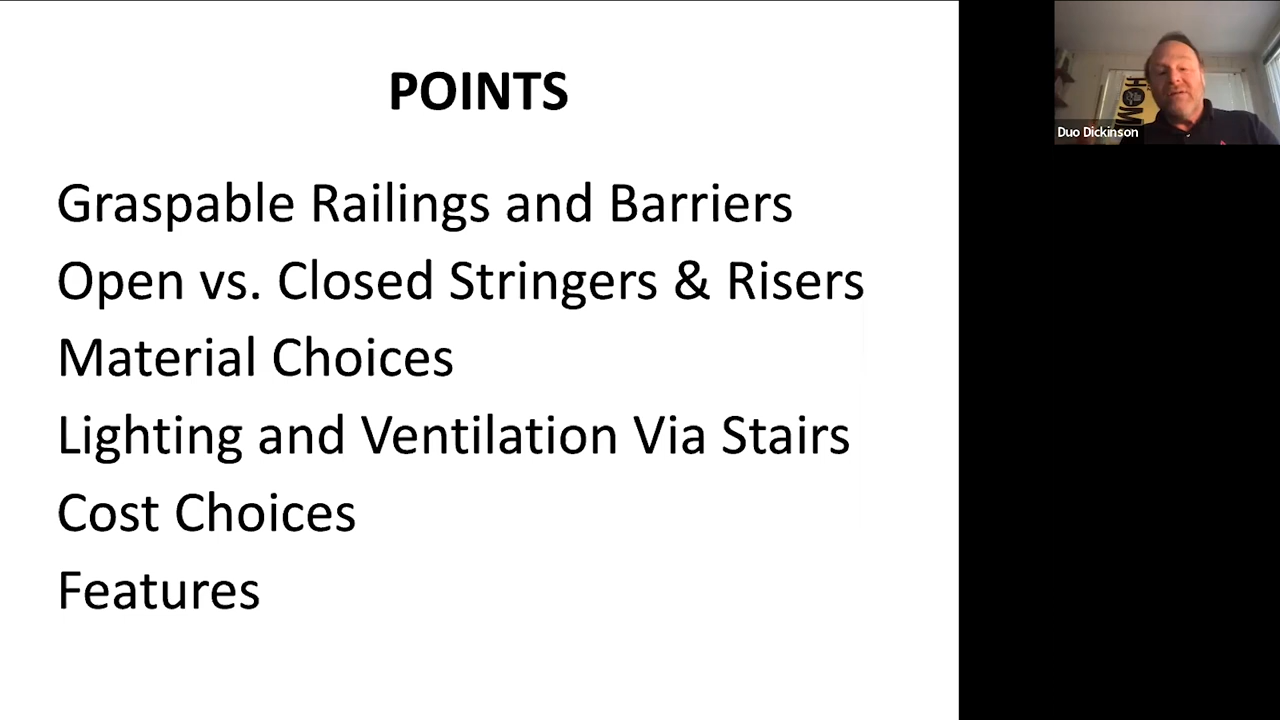 POINTS
Graspable Railings and Barriers
Open vs. Closed Stringers & Risers
Material Choices
Lighting and Ventilation Via Stairs
Cost Choices
Features
HOM
Duo Dickinson